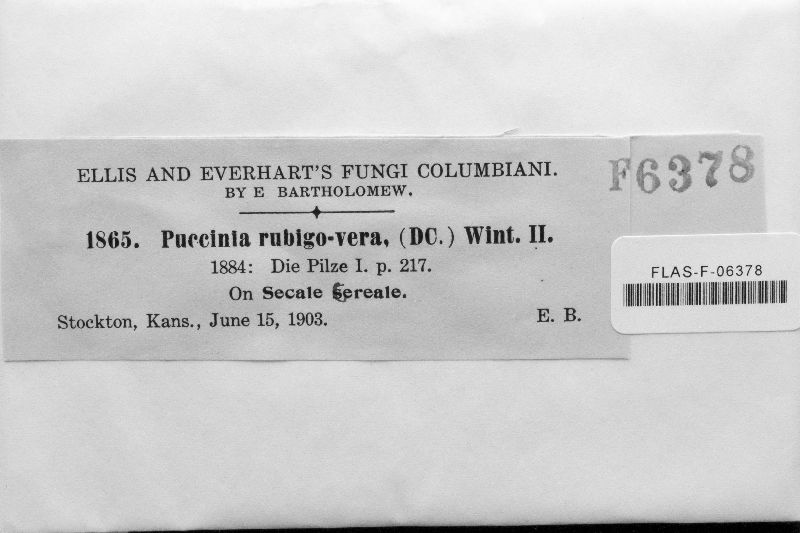 ELLIS AND EVERHART'S FUNGI COLUMBIANI.
BY E BARTHOLOMEW.
1865. Puccinia rubigo-vera, (DC.) Wint. II.
1884: Die Pilze I. p. 217.
On Secale Cereale.
Stockton, Kans., June 15, 1903.
E. B.
F6378
FLAS-F-06378